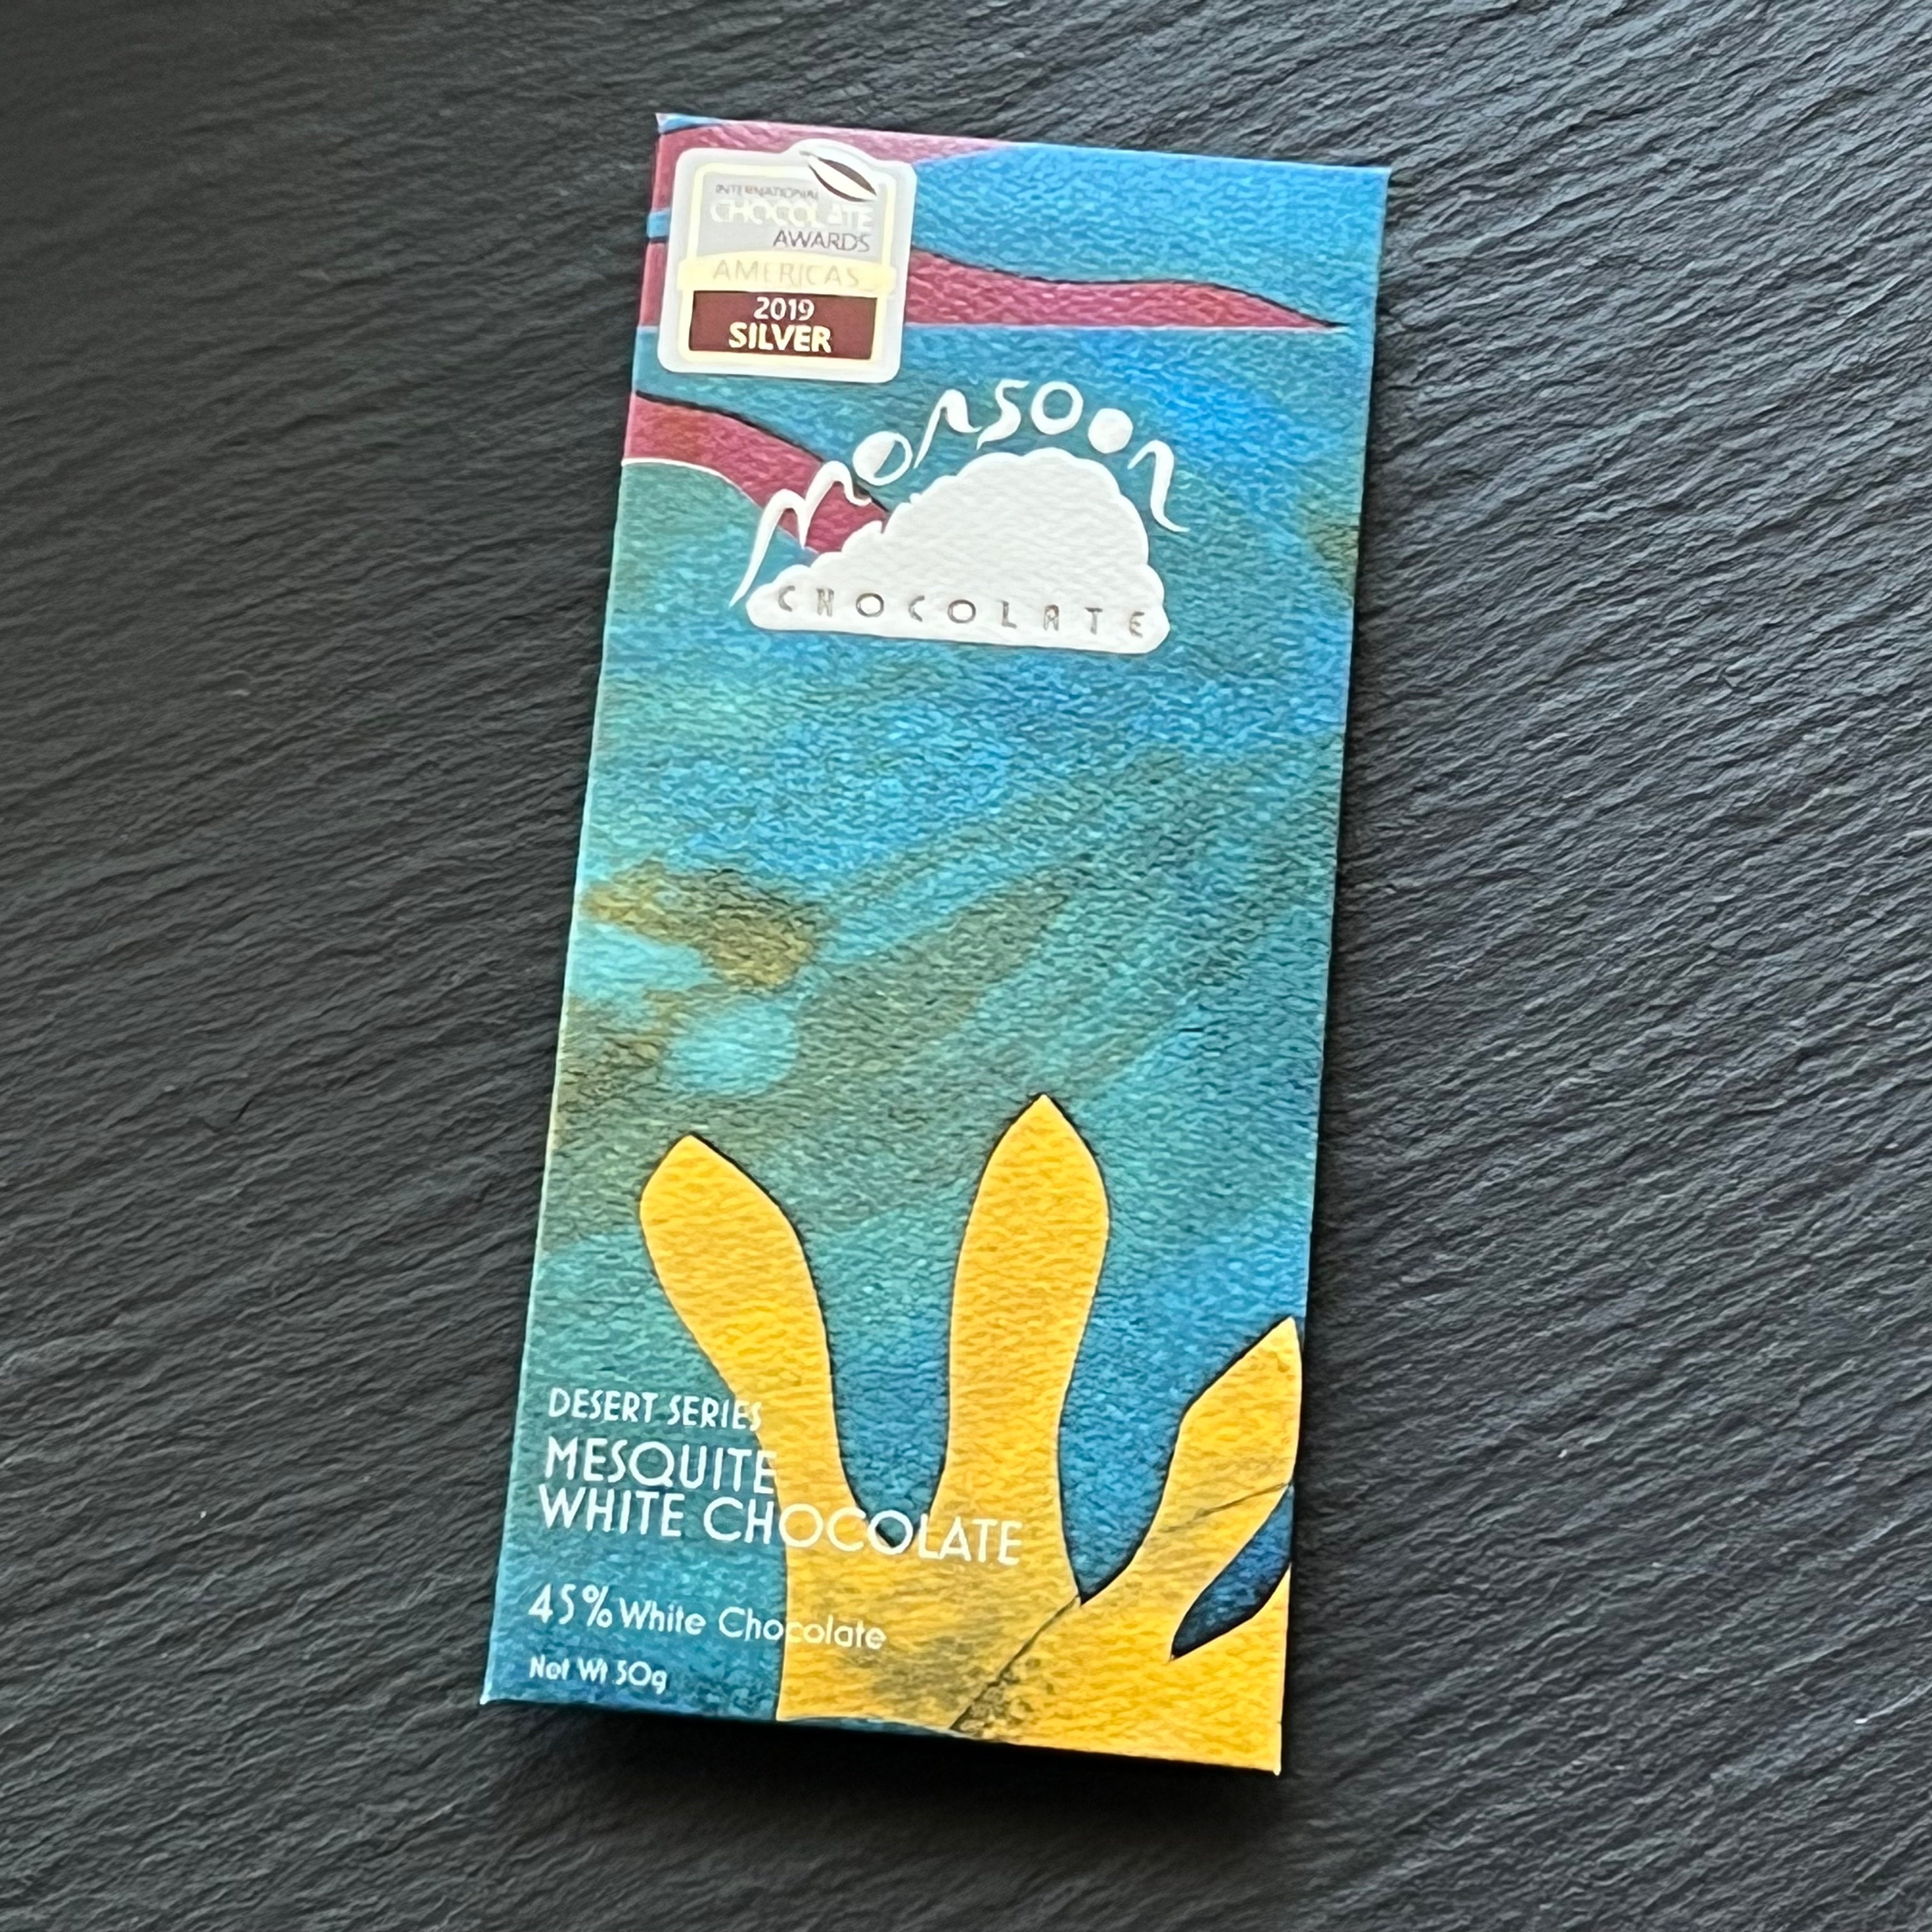 INTERNATIONAL
CHOCOLATE
AWARDS
AMERICAS
2019
SILVER
Monsoon
CHOCOLATE
DESERT SERIES
MESQUITE
WHITE CHOCOLATE
45% White Chocolate
Net Wt 50g